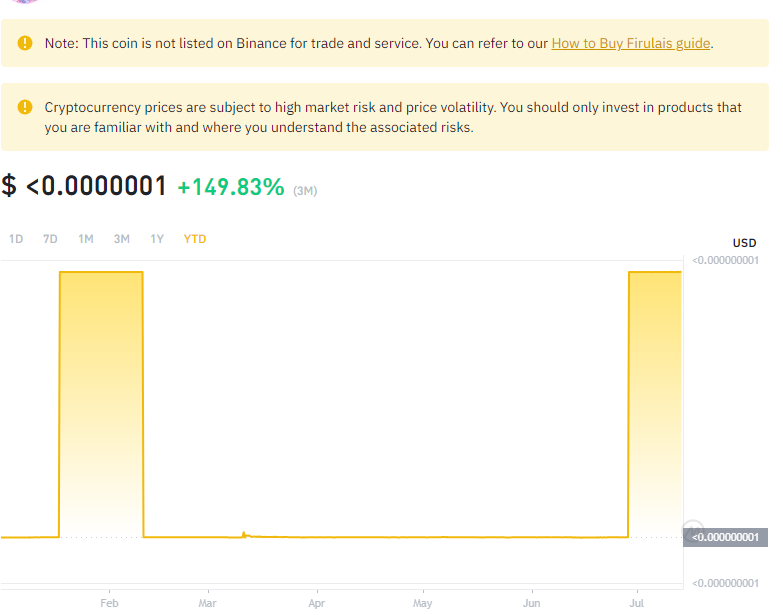 Note: This coin is not listed on Binance for trade and service. You can refer to our How to Buy Firulais guide.
Cryptocurrency prices are subject to high market risk and price volatility. You should only invest in products that
you are familiar with and where you understand the associated risks.
$ <0.0000001 +149.83% (3M)
1D 7D 1M 3M 1Y YTD
USD
<0.000000001
<0.000000001
<0.000000001
Feb Mar Apr May Jun Jul